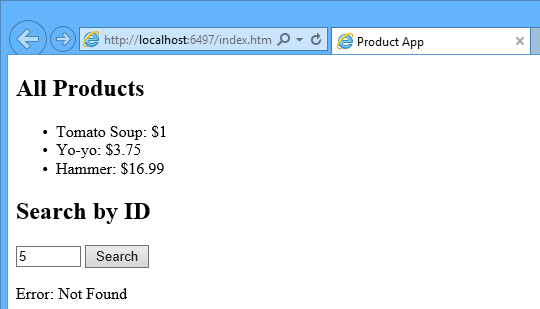 http://localhost:6497/index.htm
Product App
All Products
• Tomato Soup: $1
• Yo-yo: $3.75
• Hammer: $16.99
Search by ID
5 Search
Error: Not Found